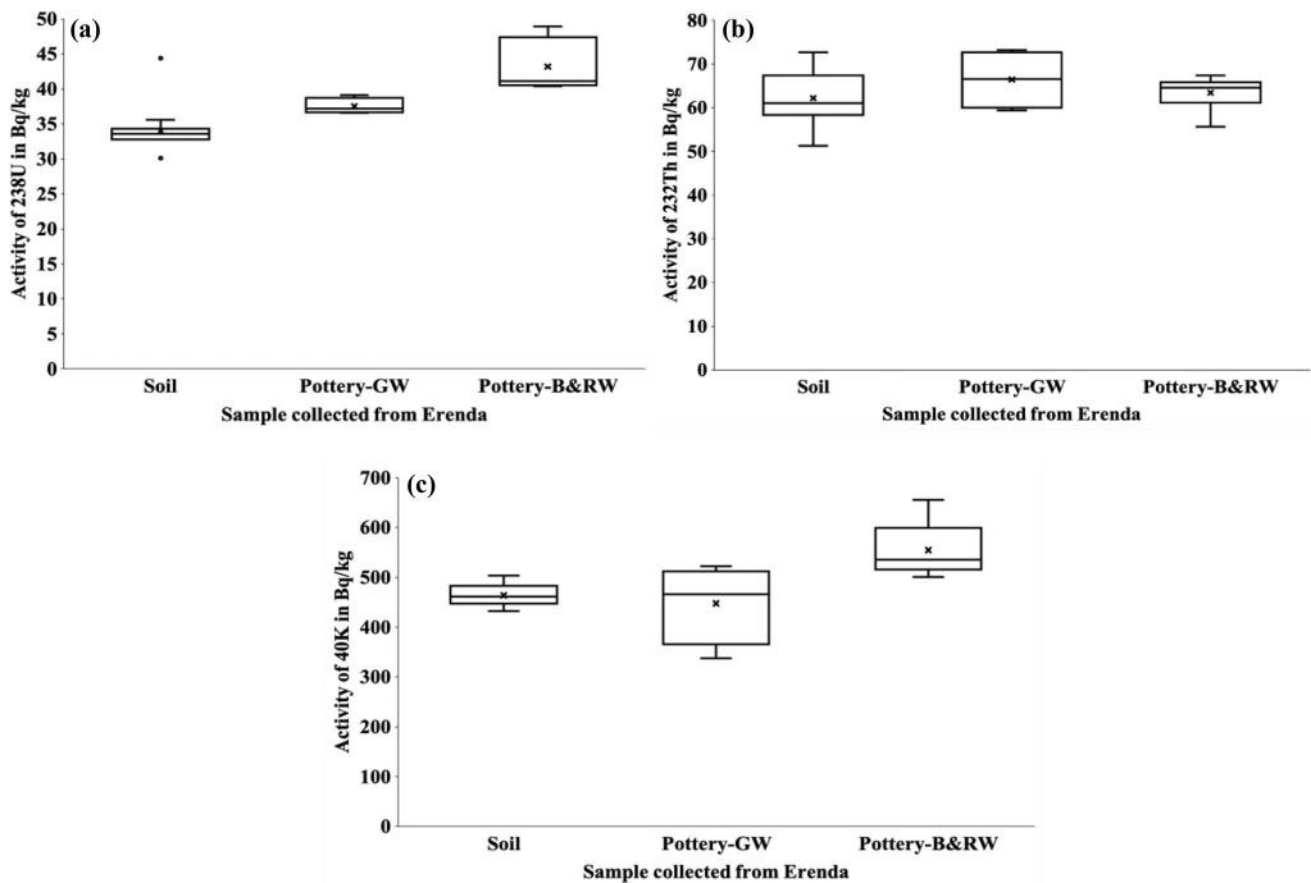 (a)
Activity of 238U in Bq/kg
50
45
40
35
30
25
20
15
10
5
0
Soil Pottery-GW Pottery-B&RW
Sample collected from Erenda
(b)
Activity of 232Th in Bq/kg
80
70
60
50
40
30
20
10
0
Soil Pottery-GW Pottery-B&RW
Sample collected from Erenda
(c)
Activity of 40K in Bq/kg
700
600
500
400
300
200
100
0
Soil Pottery-GW Pottery-B&RW
Sample collected from Erenda